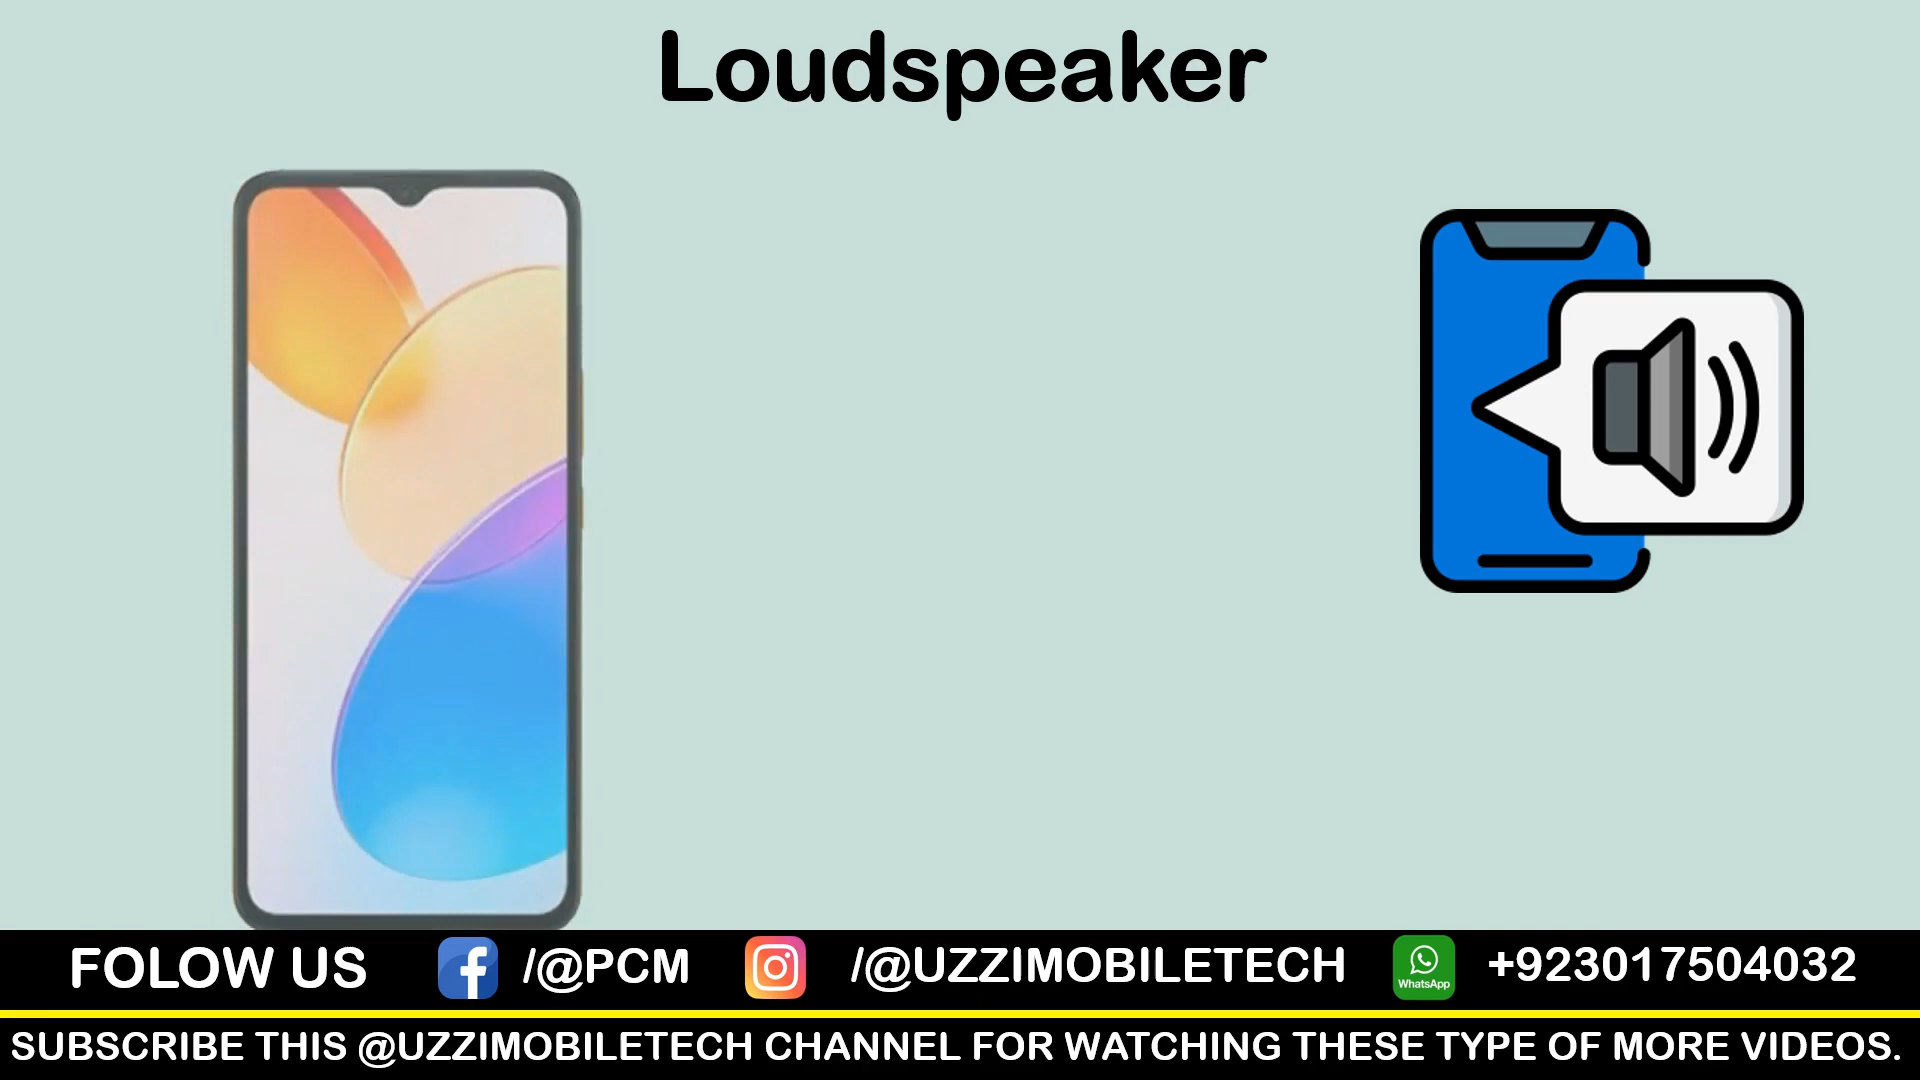 Loudspeaker
FOLOW US /@PCM /@UZZIMOBILETECH WhatsApp +923017504032
SUBSCRIBE THIS @UZZIMOBILETECH CHANNEL FOR WATCHING THESE TYPE OF MORE VIDEOS.